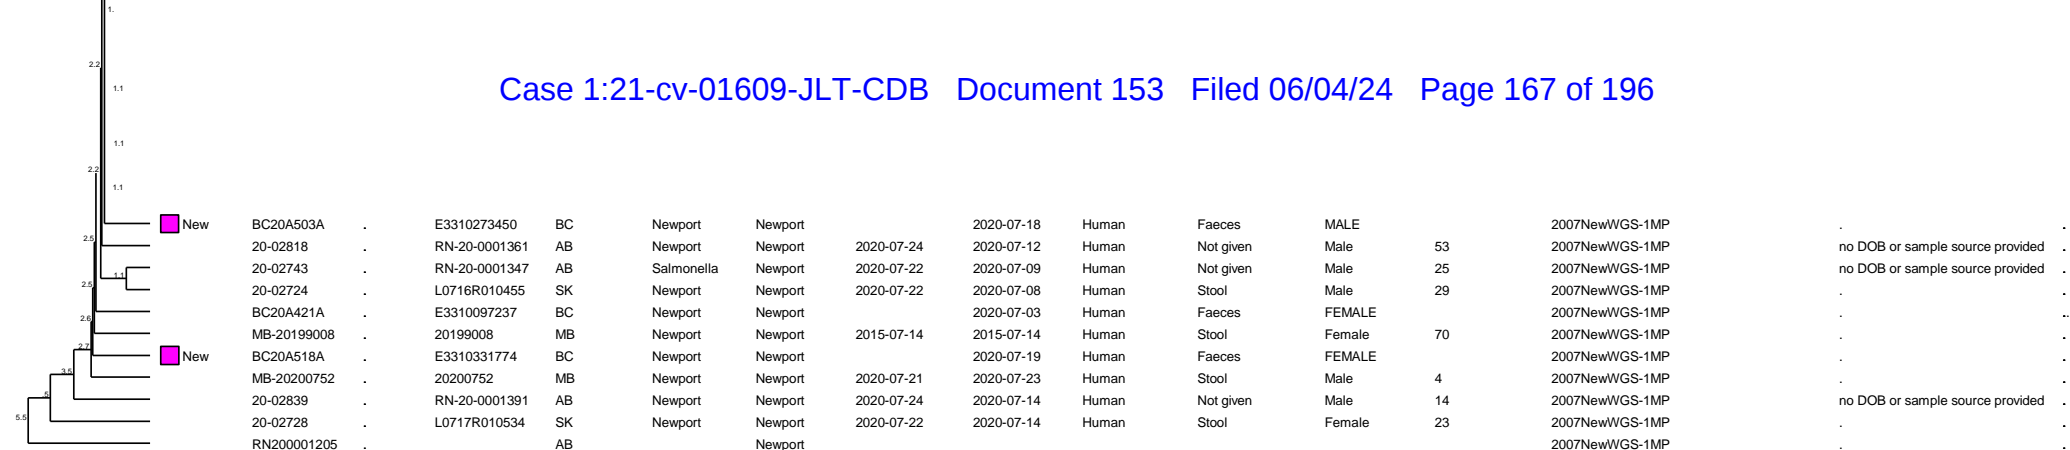 1.
2.2
Case 1:21-cv-01609-JLT-CDB Document 153 Filed 06/04/24 Page 167 of 196
1.1
1.1
2.2
1.1
New BC20A503A . E3310273450 BC Newport Newport 2020-07-18 Human Faeces MALE 2007NewWGS-1MP . .
2.5 20-02818 . RN-20-0001361 AB Newport Newport 2020-07-24 2020-07-12 Human Not given Male 53 2007NewWGS-1MP no DOB or sample source provided .
1.1 20-02743 . RN-20-0001347 AB Salmonella Newport 2020-07-22 2020-07-09 Human Not given Male 25 2007NewWGS-1MP no DOB or sample source provided .
2.5 20-02724 . L0716R010455 SK Newport Newport 2020-07-22 2020-07-08 Human Stool Male 29 2007NewWGS-1MP . .
2.6 BC20A421A . E3310097237 BC Newport Newport 2020-07-03 Human Faeces FEMALE 2007NewWGS-1MP . ..
MB-20199008 . 20199008 MB Newport Newport 2015-07-14 2015-07-14 Human Stool Female 70 2007NewWGS-1MP . .
2.7 New BC20A518A . E3310331774 BC Newport Newport 2020-07-19 Human Faeces FEMALE 2007NewWGS-1MP . .
3.5 MB-20200752 . 20200752 MB Newport Newport 2020-07-21 2020-07-23 Human Stool Male 4 2007NewWGS-1MP . .
5 20-02839 . RN-20-0001391 AB Newport Newport 2020-07-24 2020-07-14 Human Not given Male 14 2007NewWGS-1MP no DOB or sample source provided .
5.5 20-02728 . L0717R010534 SK Newport Newport 2020-07-22 2020-07-14 Human Stool Female 23 2007NewWGS-1MP . .
RN200001205 . AB Newport 2007NewWGS-1MP . .